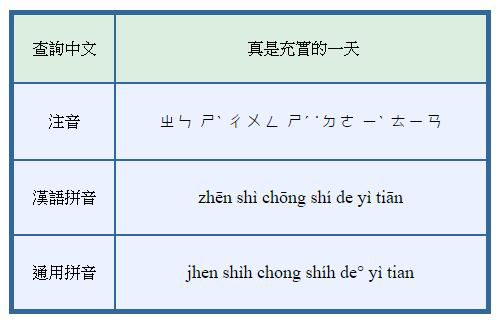 查詢中文 真是充實的一天
注音 ㄓㄣ ㄕˋ ㄔㄨㄥ ㄕˊ ˙ㄉㄜ ㄧˋ ㄊㄧㄢ
漢語拼音 zhēn shì chōng shí de yì tiān
通用拼音 jhen shìh chong shíh de° yì tian